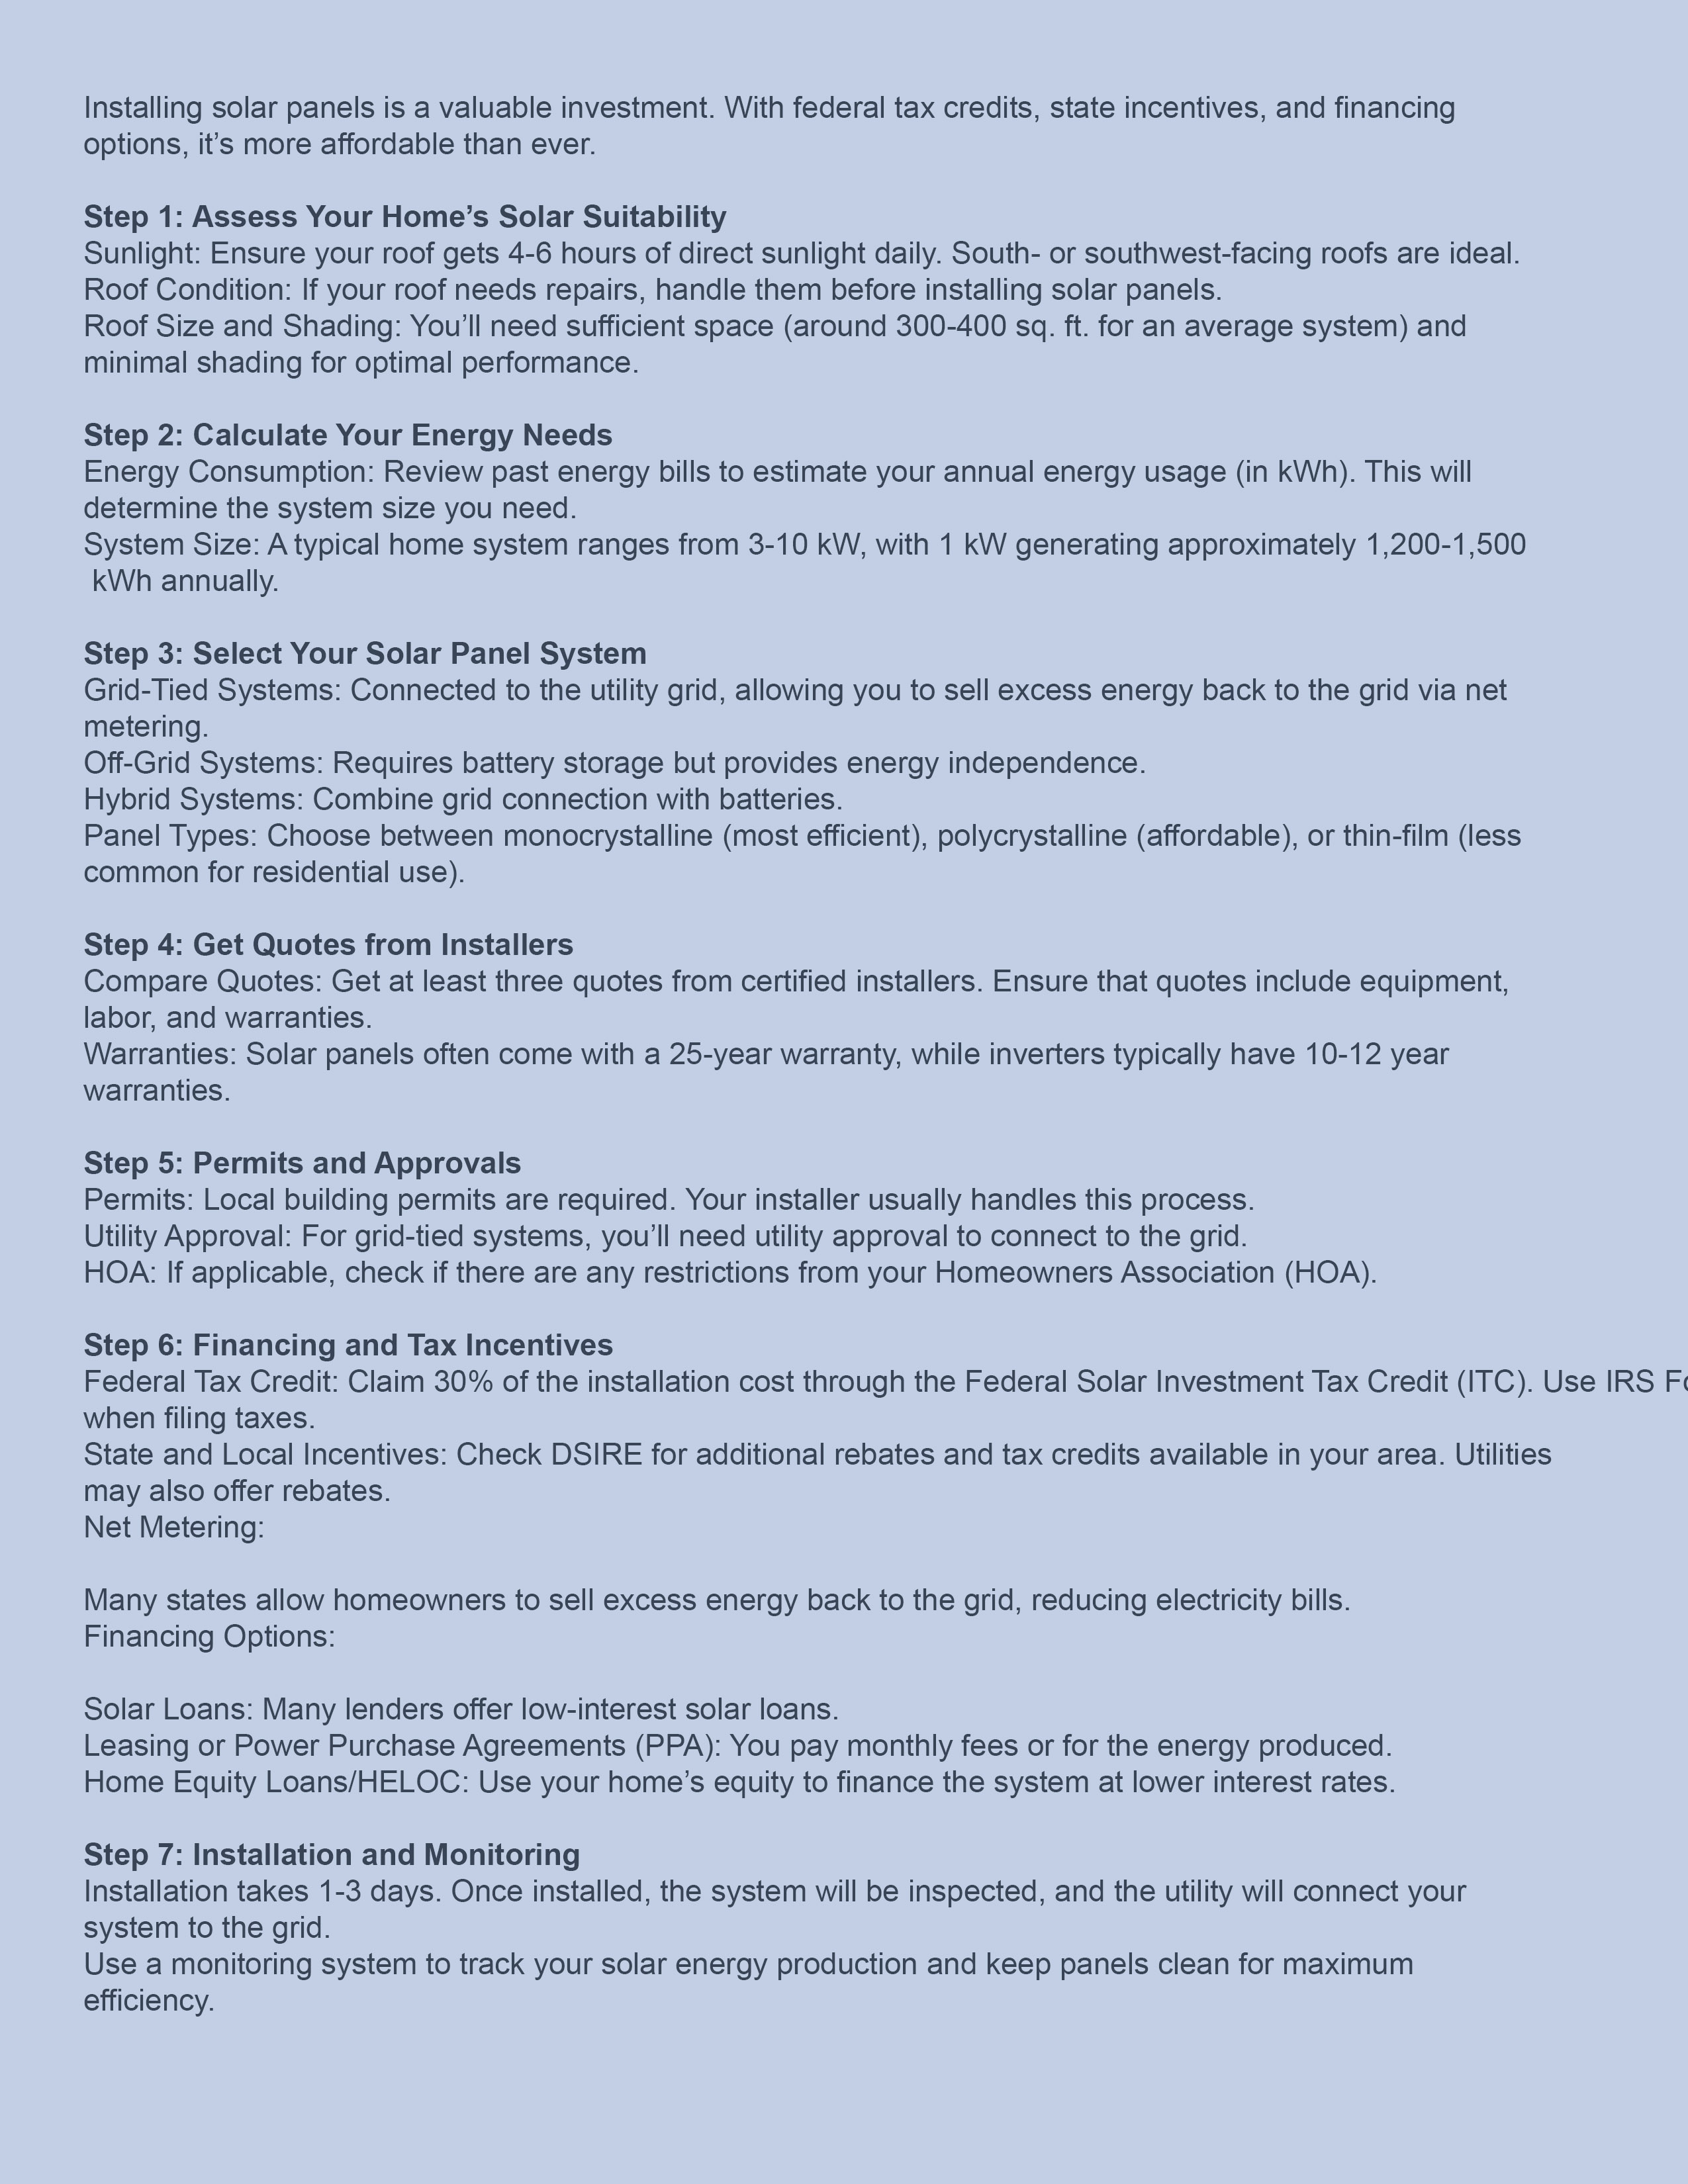 Installing solar panels is a valuable investment. With federal tax credits, state incentives, and financing
options, it’s more affordable than ever.
Step 1: Assess Your Home’s Solar Suitability
Sunlight: Ensure your roof gets 4-6 hours of direct sunlight daily. South- or southwest-facing roofs are ideal.
Roof Condition: If your roof needs repairs, handle them before installing solar panels.
Roof Size and Shading: You’ll need sufficient space (around 300-400 sq. ft. for an average system) and
minimal shading for optimal performance.
Step 2: Calculate Your Energy Needs
Energy Consumption: Review past energy bills to estimate your annual energy usage (in kWh). This will
determine the system size you need.
System Size: A typical home system ranges from 3-10 kW, with 1 kW generating approximately 1,200-1,500
kWh annually.
Step 3: Select Your Solar Panel System
Grid-Tied Systems: Connected to the utility grid, allowing you to sell excess energy back to the grid via net
metering.
Off-Grid Systems: Requires battery storage but provides energy independence.
Hybrid Systems: Combine grid connection with batteries.
Panel Types: Choose between monocrystalline (most efficient), polycrystalline (affordable), or thin-film (less
common for residential use).
Step 4: Get Quotes from Installers
Compare Quotes: Get at least three quotes from certified installers. Ensure that quotes include equipment,
labor, and warranties.
Warranties: Solar panels often come with a 25-year warranty, while inverters typically have 10-12 year
warranties.
Step 5: Permits and Approvals
Permits: Local building permits are required. Your installer usually handles this process.
Utility Approval: For grid-tied systems, you’ll need utility approval to connect to the grid.
HOA: If applicable, check if there are any restrictions from your Homeowners Association (HOA).
Step 6: Financing and Tax Incentives
Federal Tax Credit: Claim 30% of the installation cost through the Federal Solar Investment Tax Credit (ITC). Use IRS
when filing taxes.
State and Local Incentives: Check DSIRE for additional rebates and tax credits available in your area. Utilities
may also offer rebates.
Net Metering:
Many states allow homeowners to sell excess energy back to the grid, reducing electricity bills.
Financing Options:
Solar Loans: Many lenders offer low-interest solar loans.
Leasing or Power Purchase Agreements (PPA): You pay monthly fees or for the energy produced.
Home Equity Loans/HELOC: Use your home’s equity to finance the system at lower interest rates.
Step 7: Installation and Monitoring
Installation takes 1-3 days. Once installed, the system will be inspected, and the utility will connect your
system to the grid.
Use a monitoring system to track your solar energy production and keep panels clean for maximum
efficiency.